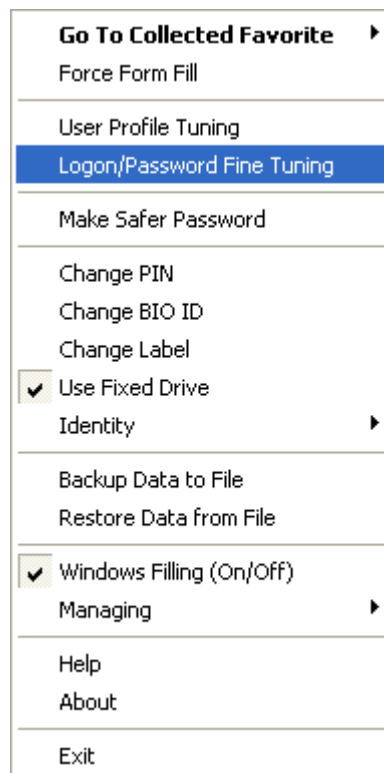 Go To Collected Favorite
Force Form Fill
User Profile Tuning
Logon/Password Fine Tuning
Make Safer Password
Change PIN
Change BIO ID
Change Label
Use Fixed Drive
Identity
Backup Data to File
Restore Data from File
Windows Filling (On/Off)
Managing
Help
About
Exit